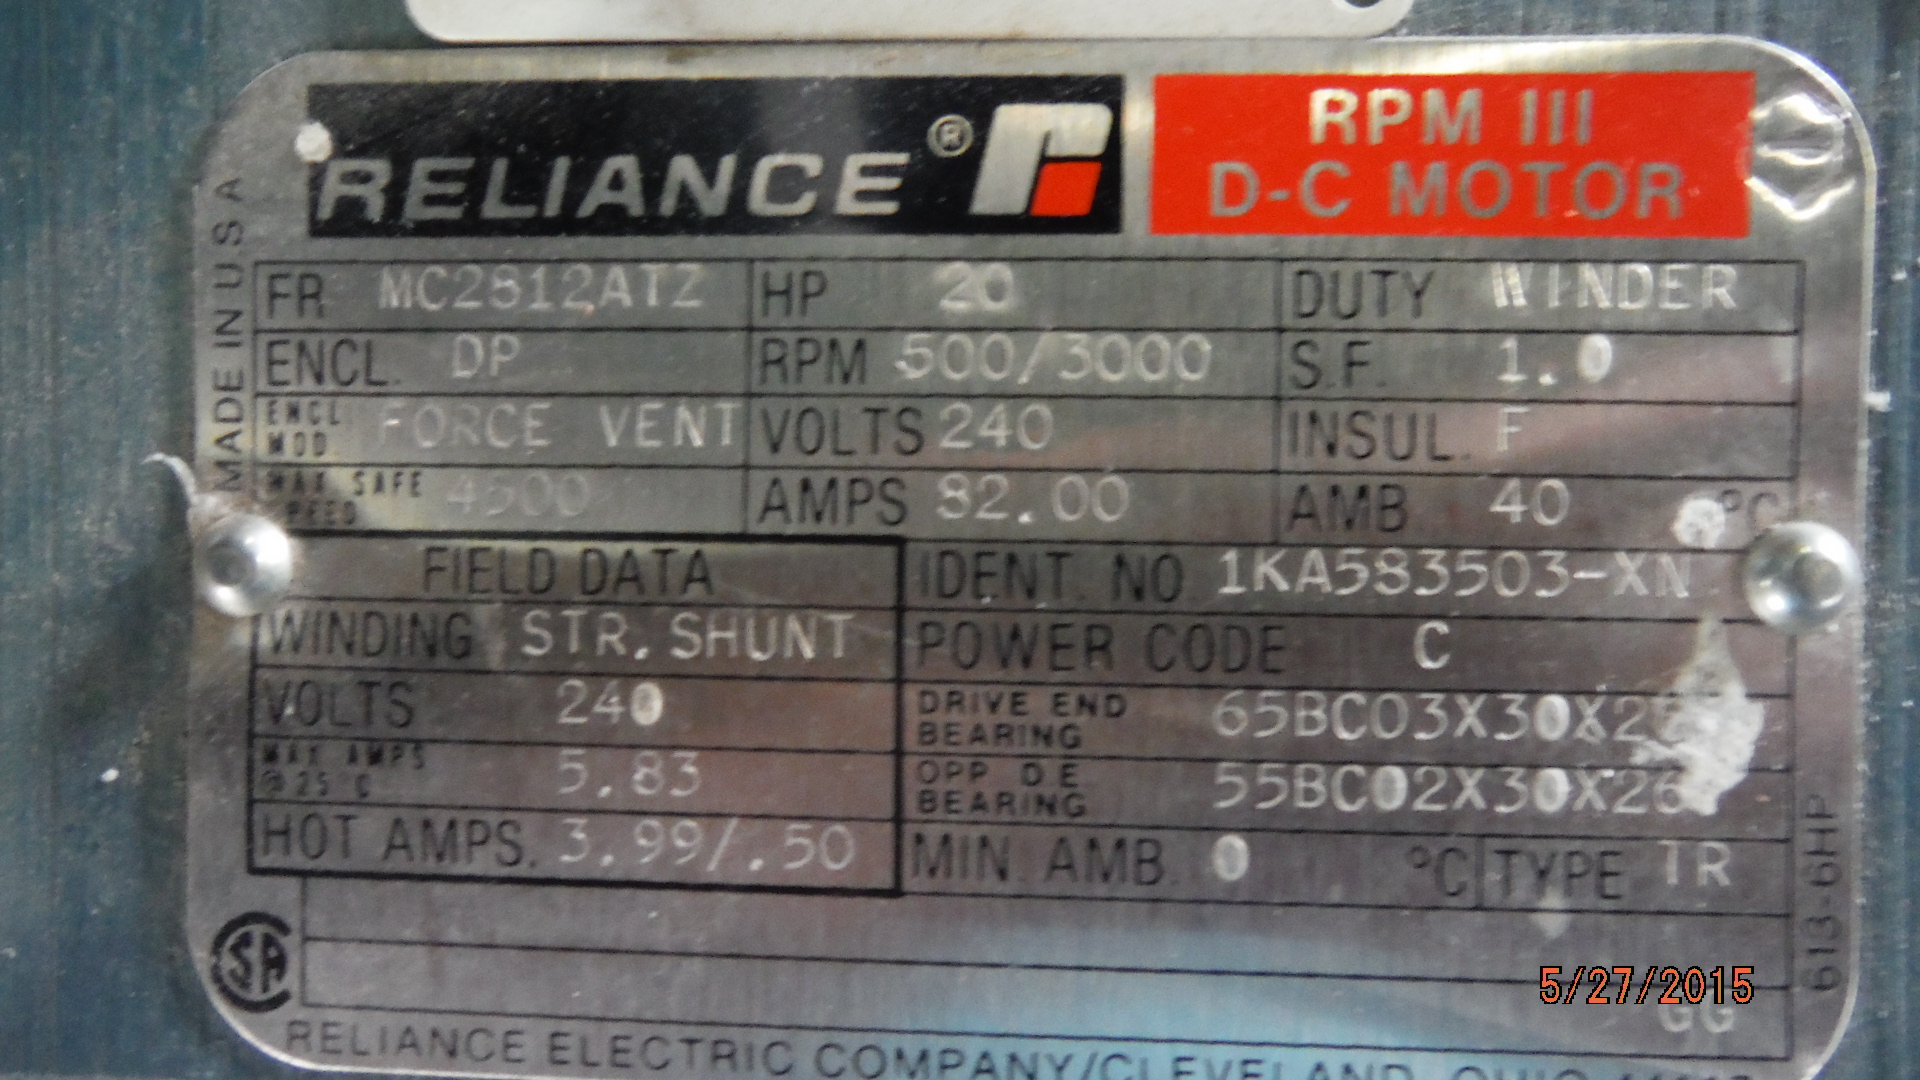 RELIANCE ®
RPM III
D-C MOTOR
MADE IN USA
FR MC2812ATZ HP 20 DUTY WINDER
ENCL. DP RPM 500/3000 S.F. 1.0
ENCL. MOD. FORCE VENT VOLTS 240 INSUL. F
MAX SAFE SPEED AMPS 82.00 AMB 40 °C
FIELD DATA IDENT. NO 1KA583503-XN
WINDING STR.SHUNT POWER CODE C
VOLTS 240 DRIVE END BEARING
MAX AMPS @ 25°C 5.83 OPP. D.E. BEARING 55BC02X30X26
HOT AMPS. 3.99/.50 MIN. AMB. 0 °C TYPE TR
613-6HP
SA
GG
RELIANCE ELECTRIC COMPANY/CLEVELAND, OHIO
5/27/2015